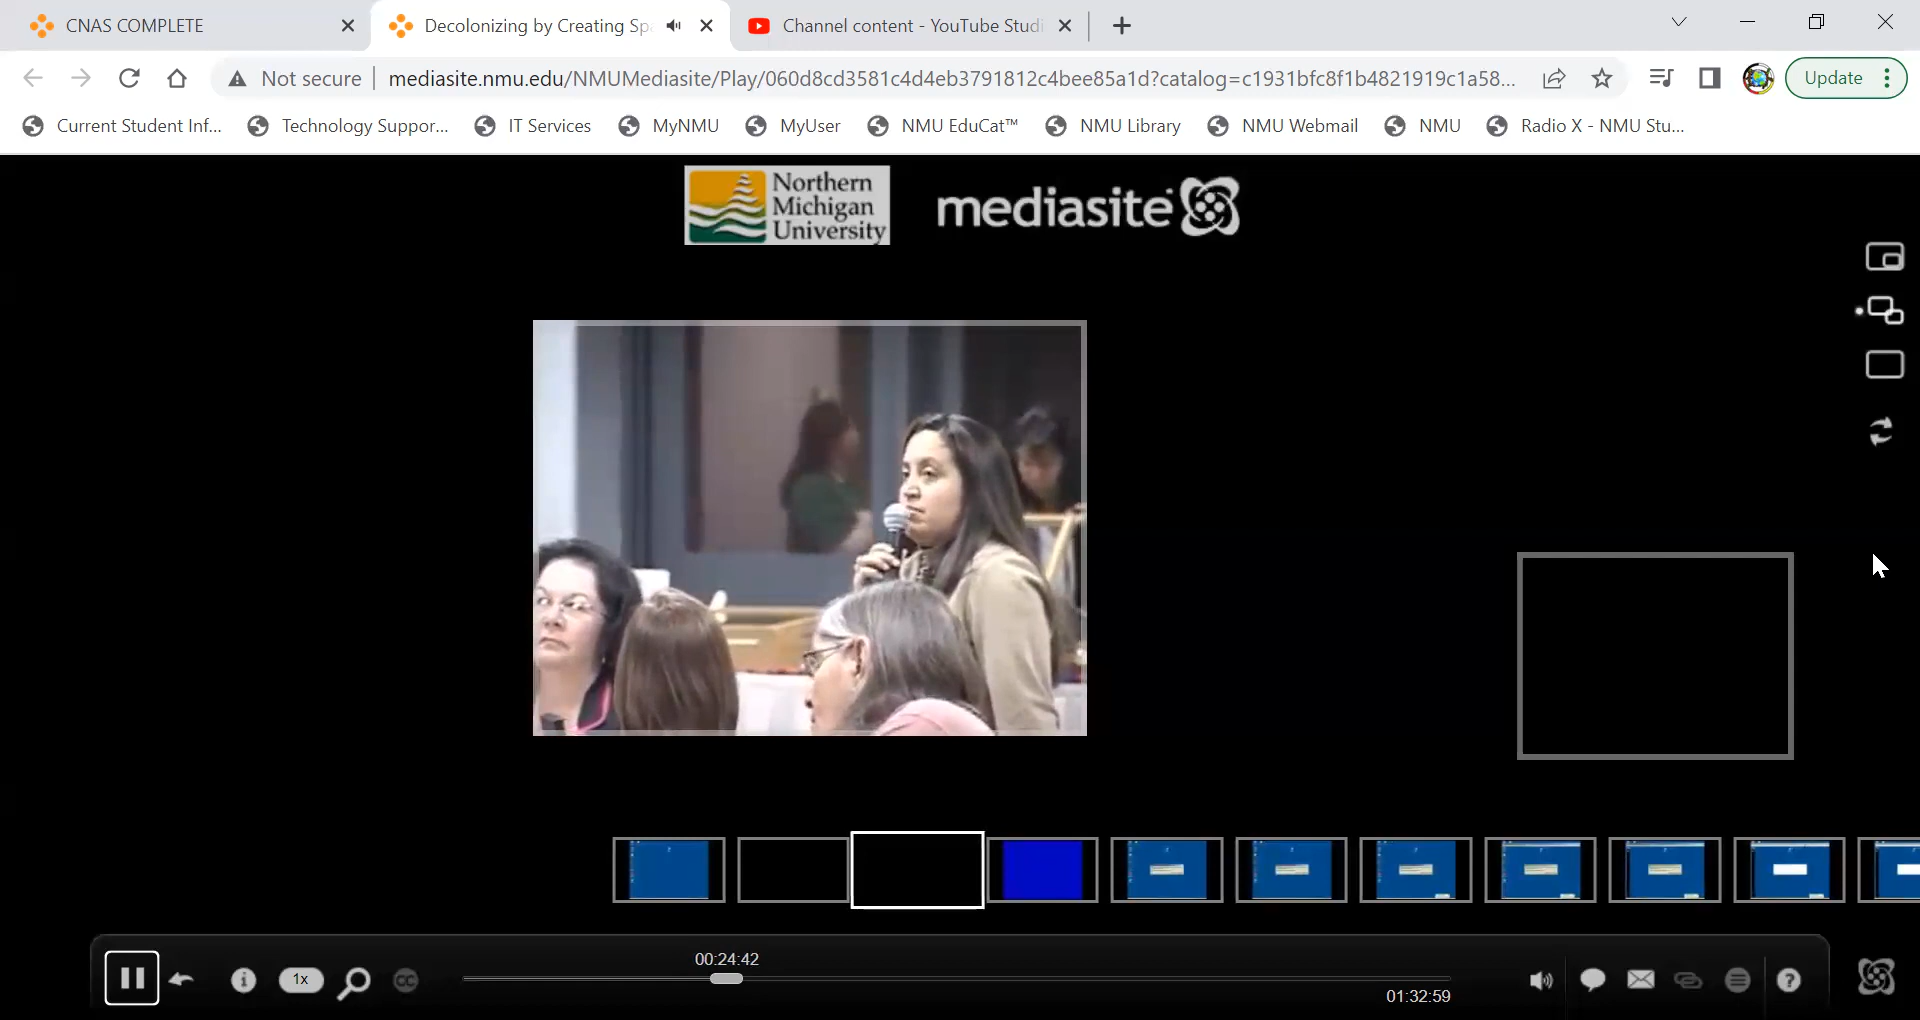 CNAS COMPLETE
Decolonizing by Creating Sp
Channel content - YouTube Studi
Not secure
mediasite.nmu.edu/NMUMediasite/Play/060d8cd3581c4d4eb3791812c4bee85a1d?catalog=c1931bfc8f1b4821919c1a58...
Update
Current Student Inf...
Technology Suppor...
IT Services
MyNMU
MyUser
NMU EduCat™
NMU Library
NMU Webmail
NMU
Radio X - NMU Stu...
Northern
Michigan
University
mediasite
00:24:42
1x
CC
01:32:59